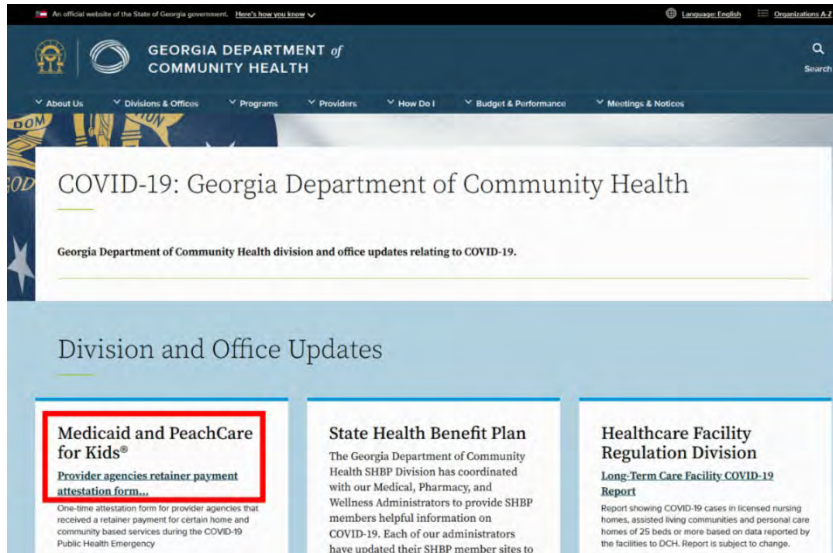 An official website of the State of Georgia government. Here's how you know
Language: English
Organizations A-Z
GEORGIA DEPARTMENT of
COMMUNITY HEALTH
Search
About Us
Divisions & Offices
Programs
Providers
How Do I
Budget & Performance
Meetings & Notices
COVID-19: Georgia Department of Community Health
Georgia Department of Community Health division and office updates relating to COVID-19.
Division and Office Updates
Medicaid and PeachCare
for Kids®
Provider agencies retainer payment
attestation form...
One-time attestation form for provider agencies that
received a retainer payment for certain home and
community based services during the COVID-19
Public Health Emergency
State Health Benefit Plan
The Georgia Department of Community
Health SHBP Division has coordinated
with our Medical, Pharmacy, and
Wellness Administrators to provide SHBP
members helpful information on
COVID-19. Each of our administrators
have updated their SHBP member sites to
Healthcare Facility
Regulation Division
Long-Term Care Facility COVID-19
Report
Report showing COVID-19 cases in licensed nursing
homes, assisted living communities and personal care
homes of 25 beds or more based on data reported by
the facilities to DCH. Report is subject to change.